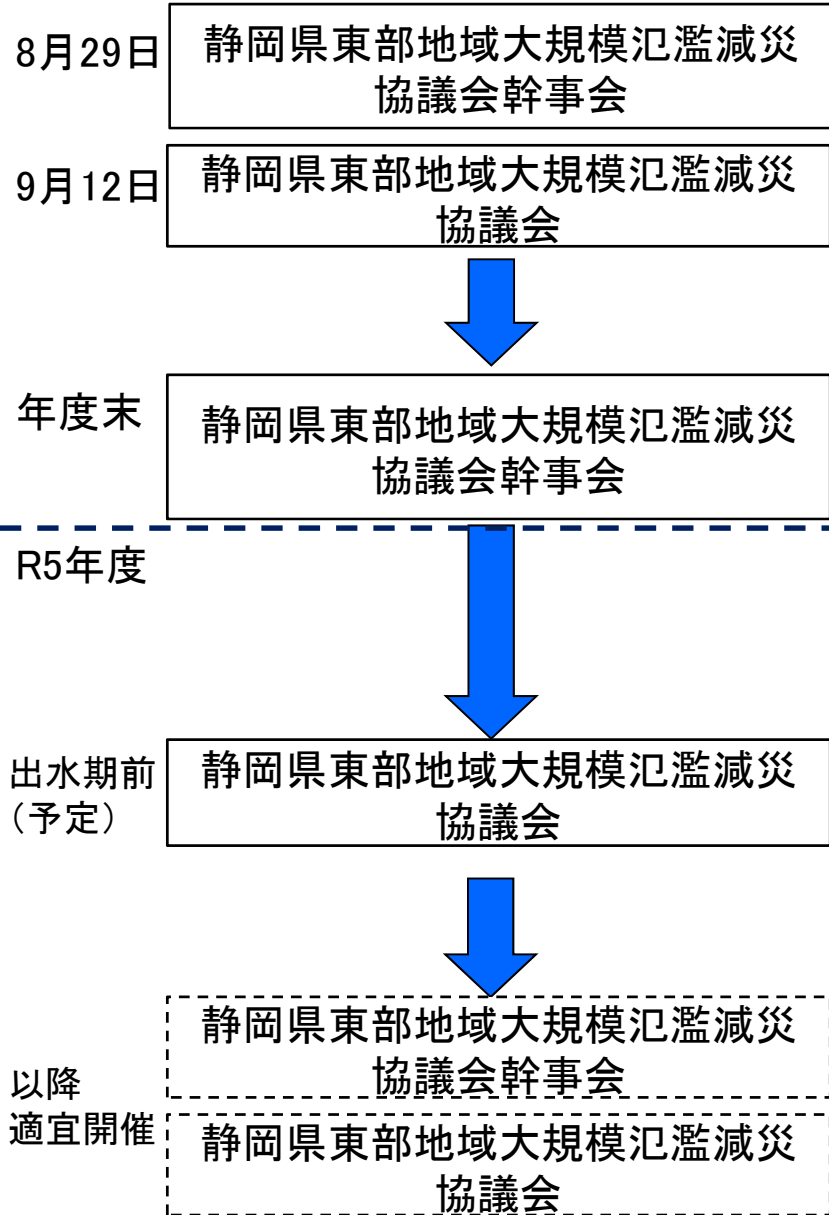 8月29日
静岡県東部地域大規模氾濫減災
協議会幹事会
9月12日
静岡県東部地域大規模氾濫減災
協議会
年度末
静岡県東部地域大規模氾濫減災
協議会幹事会
R5年度
出水期前
（予定）
静岡県東部地域大規模氾濫減災
協議会
以降
適宜開催
静岡県東部地域大規模氾濫減災
協議会幹事会
静岡県東部地域大規模氾濫減災
協議会